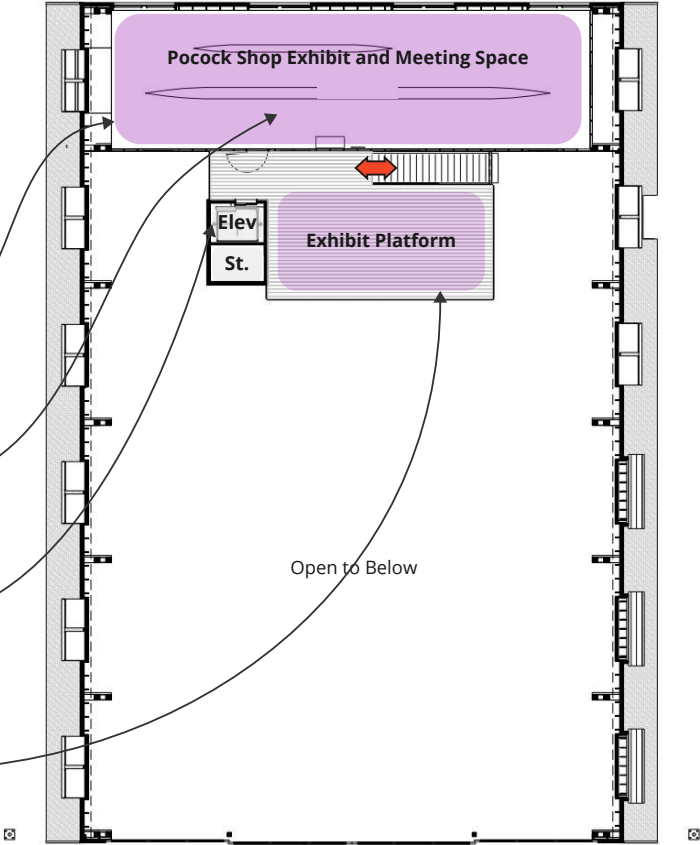 Pocock Shop Exhibit and Meeting Space
Elev
Exhibit Platform
St.
Open to Below